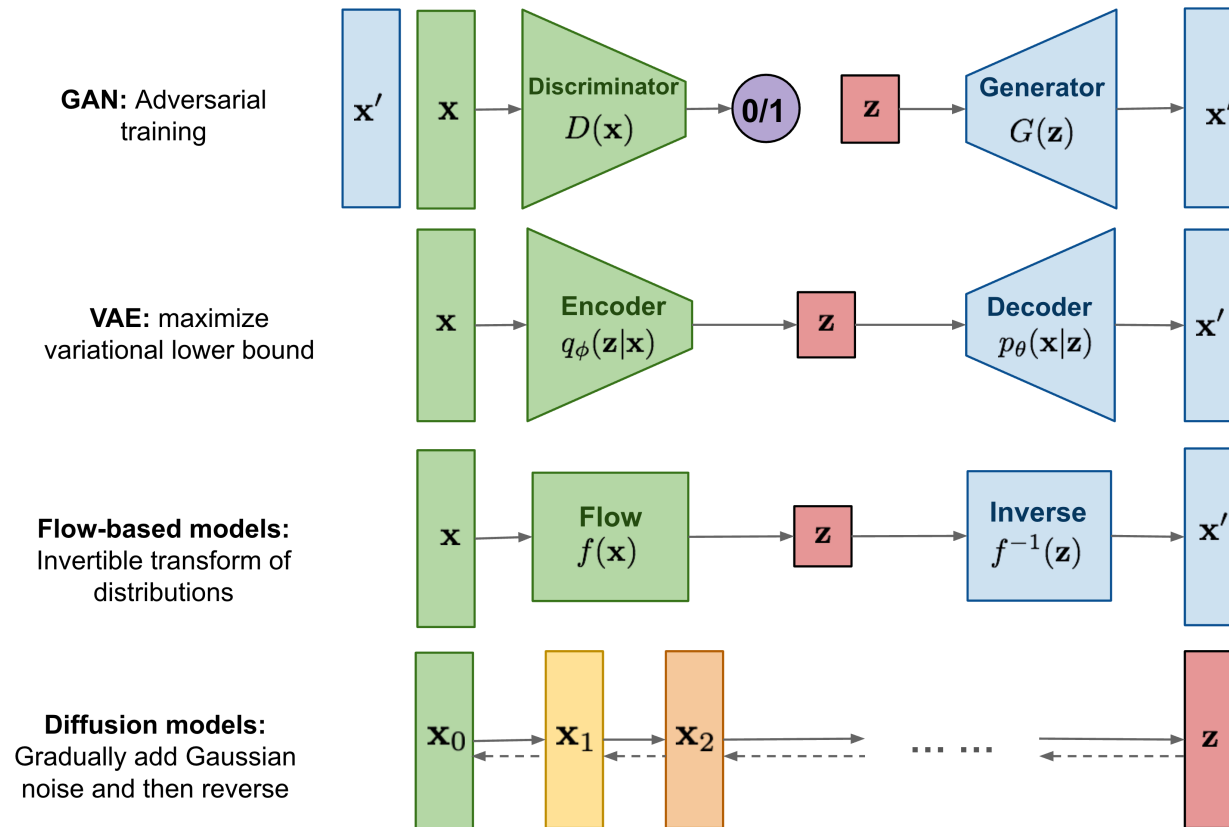 GAN: Adversarial
training
x′
x
Discriminator
D(x)
0/1
z
Generator
G(z)
x′
VAE: maximize
variational lower bound
x
Encoder
qϕ(z|x)
z
Decoder
pθ(x|z)
x′
Flow-based models:
Invertible transform of
distributions
x
Flow
f(x)
z
Inverse
f⁻¹(z)
x′
Diffusion models:
Gradually add Gaussian
noise and then reverse
x₀
x₁
x₂
... ...
z